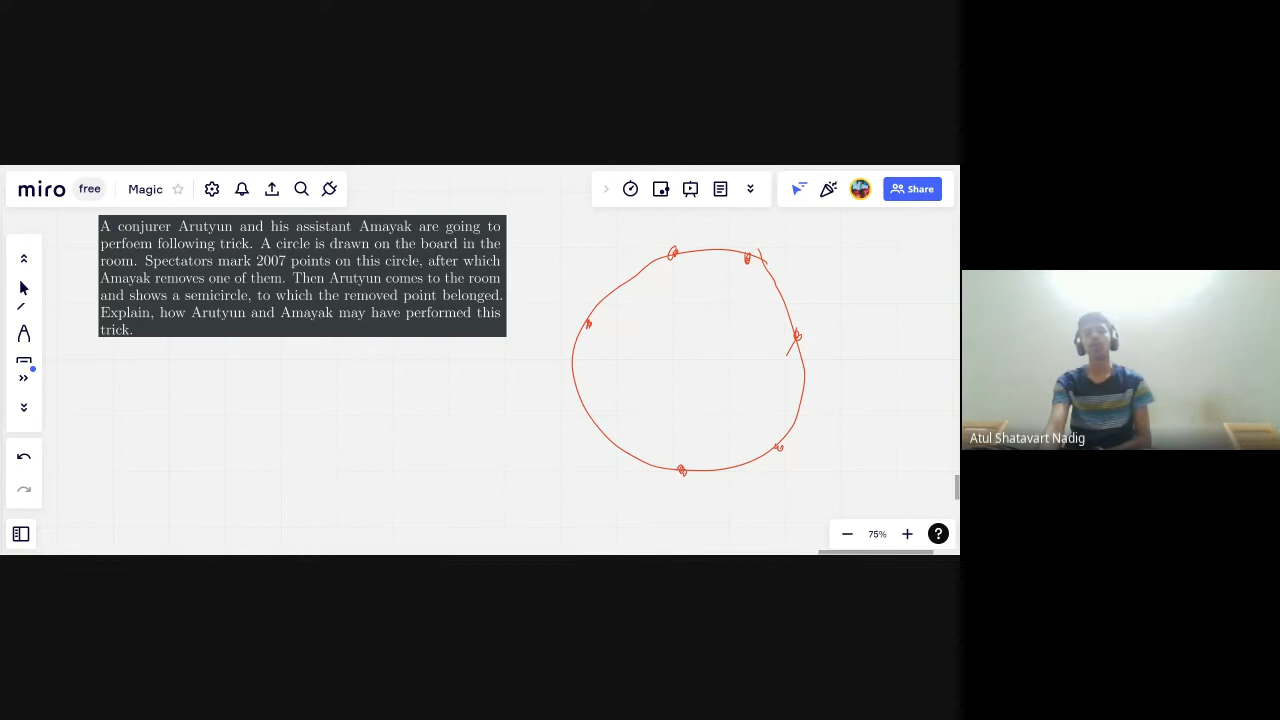 miro free Magic Share
A conjurer Arutyun and his assistant Amayak are going to
perfoem following trick. A circle is drawn on the board in the
room. Spectators mark 2007 points on this circle, after which
Amayak removes one of them. Then Arutyun comes to the room
and shows a semicircle, to which the removed point belonged.
Explain, how Arutyun and Amayak may have performed this
trick.
Atul Shatavart Nadig
75%